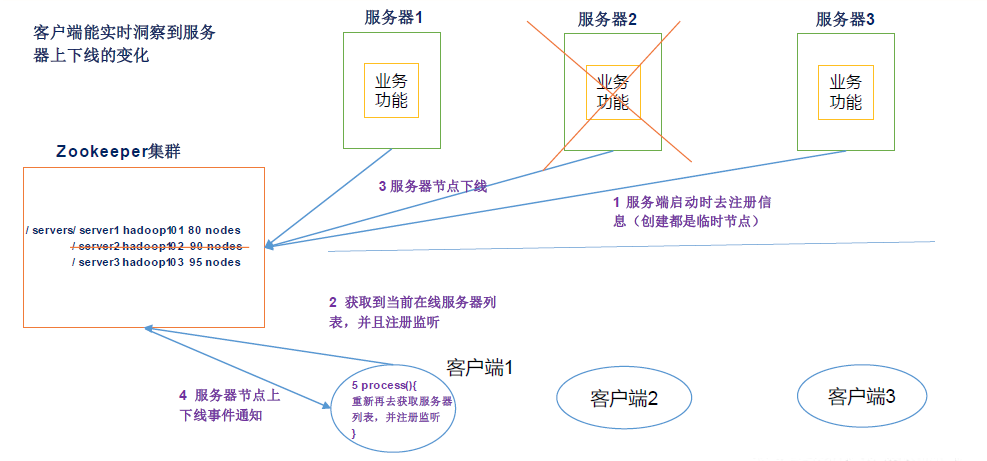 客户端能实时洞察到服务
器上下线的变化
服务器1
服务器2
服务器3
业务
功能
业务
功能
业务
功能
Zookeeper集群
/ servers/ server1 hadoop101 80 nodes
/ server2 hadoop102 90 nodes
/ server3 hadoop103 95 nodes
3 服务器节点下线
1 服务端启动时去注册信
息（创建都是临时节点）
2 获取到当前在线服务器列
表，并且注册监听
4 服务器节点上
下线事件通知
客户端1
5 process(){
重新再去获取服务器
列表，并注册监听
}
客户端2
客户端3